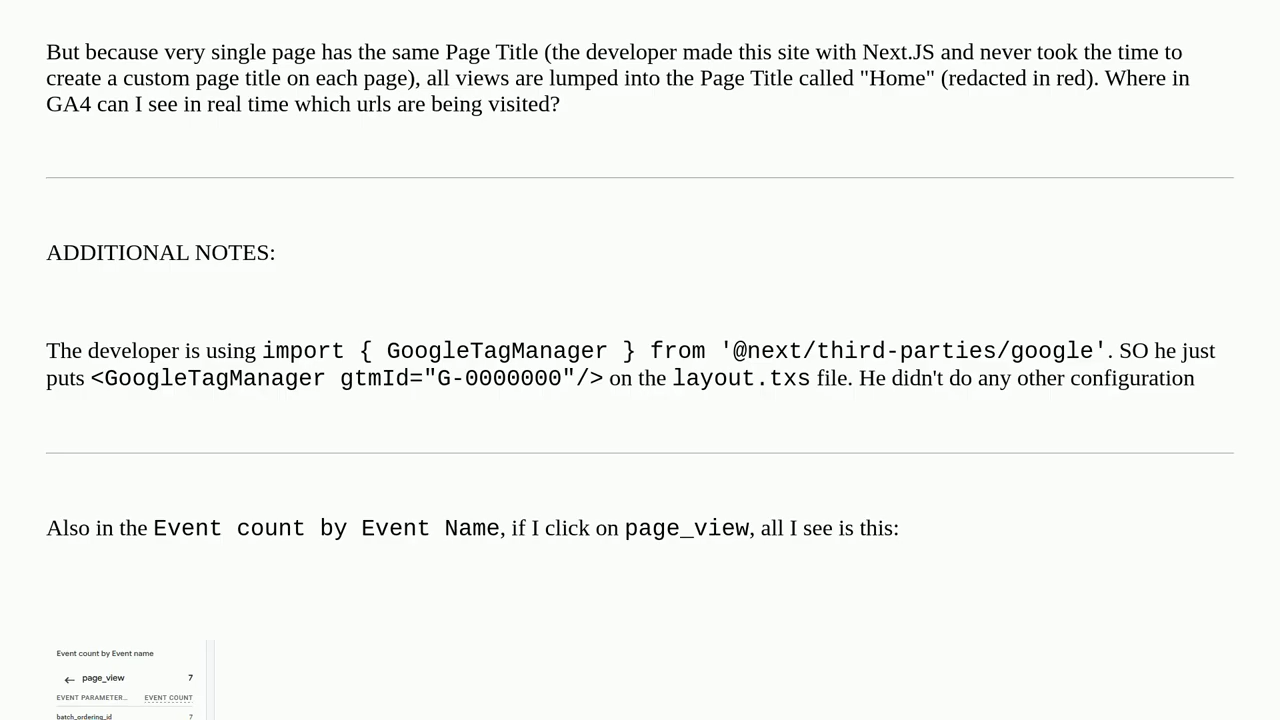 But because very single page has the same Page Title (the developer made this site with Next.JS and never took the time to
create a custom page title on each page), all views are lumped into the Page Title called "Home" (redacted in red). Where in
GA4 can I see in real time which urls are being visited?
ADDITIONAL NOTES:
The developer is using import { GoogleTagManager } from '@next/third-parties/google'. SO he just
puts <GoogleTagManager gtmId="G-0000000"/> on the layout.txs file. He didn't do any other configuration
Also in the Event count by Event Name, if I click on page_view, all I see is this:
Event count by Event name
← page_view 7
EVENT PARAMETER... EVENT COUNT
batch_ordering_id 7